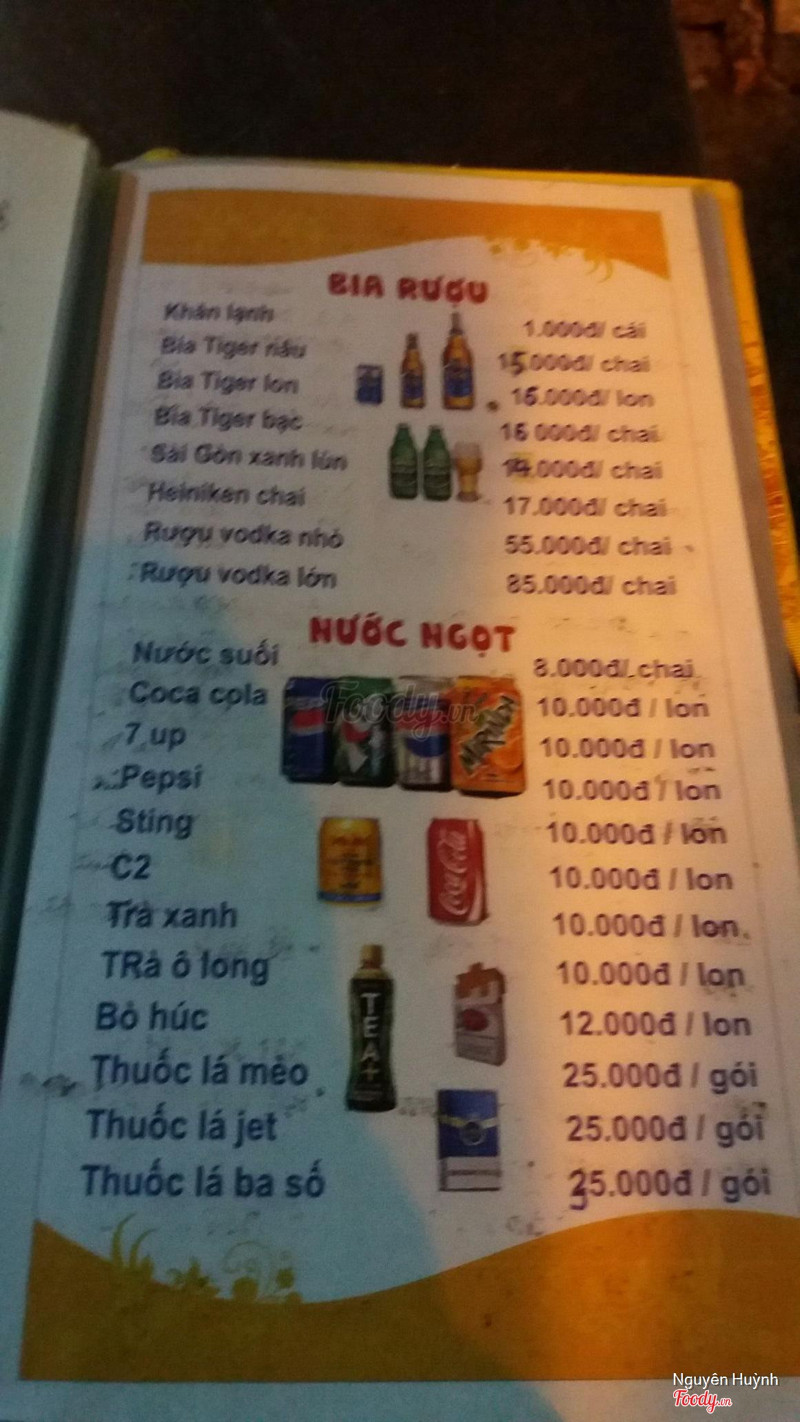 BIA RƯỢU
Khăn lạnh 1.000đ/ cái
Bia Tiger nâu 15.000đ/ chai
Bia Tiger lon 16.000đ/ lon
Bia Tiger bạc 16 000đ/ chai
Sài Gòn xanh lùn 14.000đ/ chai
Heiniken chai 17.000đ/ chai
Rượu vodka nhỏ 55.000đ/ chai
Rượu vodka lớn 85.000đ/ chai
NƯỚC NGỌT
Nước suối 8.000đ/ chai
Coca cola 10.000đ / lon
7 up 10.000đ / lon
Pepsi 10.000đ / lon
Sting 10.000đ / lon
C2 10.000đ / lon
Trà xanh 10.000đ / lon
TRà ô long 10.000đ / lon
Bò húc 12.000đ / lon
Thuốc lá mèo 25.000đ / gói
Thuốc lá jet 25.000đ / gói
Thuốc lá ba số 35.000đ / gói
Foody.vn
MIRINDA
Coca-Cola
TEA+
Nguyên Huỳnh
Foody.vn